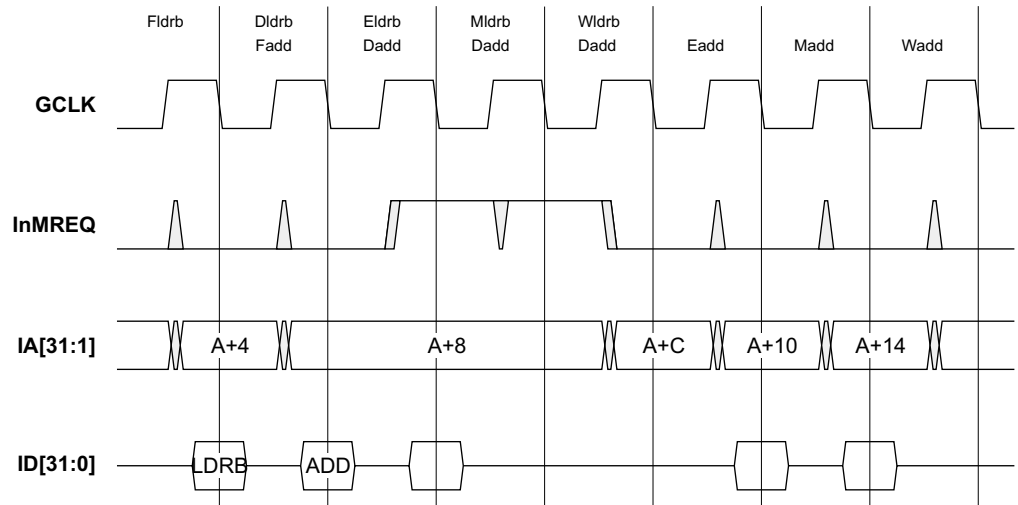 Fldrb Dldrb Eldrb Mldrb Wldrb
Fadd Dadd Dadd Dadd Eadd Madd Wadd
GCLK
InMREQ
IA[31:1] A+4 A+8 A+C A+10 A+14
ID[31:0] LDRB ADD